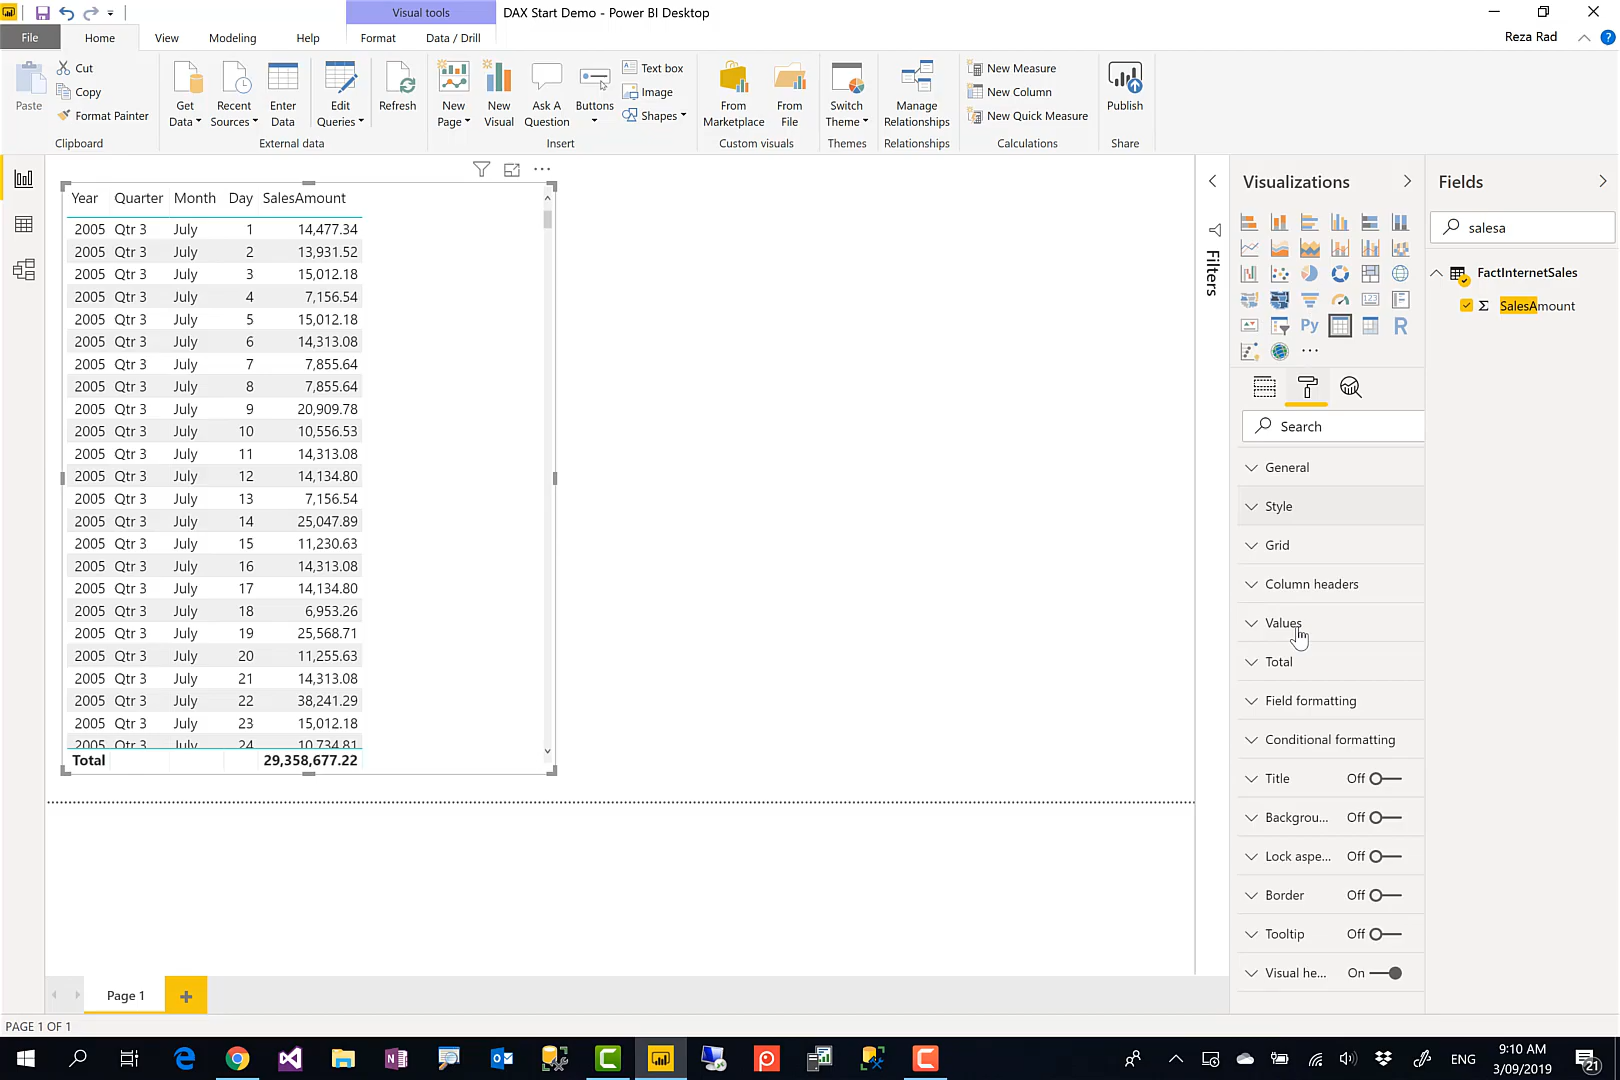 Visual tools
DAX Start Demo - Power BI Desktop
File Home View Modeling Help Format Data / Drill
Reza Rad
Paste
Cut
Copy
Format Painter
Get Data
Recent Sources
Enter Data
Edit Queries
Refresh
New Page
New Visual
Ask A Question
Buttons
Text box
Image
Shapes
From Marketplace
From File
Switch Theme
Manage Relationships
New Measure
New Column
New Quick Measure
Publish
Clipboard
External data
Insert
Custom visuals
Themes
Relationships
Calculations
Share
Year Quarter Month Day SalesAmount
2005 Qtr 3 July 1 14,477.34
2005 Qtr 3 July 2 13,931.52
2005 Qtr 3 July 3 15,012.18
2005 Qtr 3 July 4 7,156.54
2005 Qtr 3 July 5 15,012.18
2005 Qtr 3 July 6 14,313.08
2005 Qtr 3 July 7 7,855.64
2005 Qtr 3 July 8 7,855.64
2005 Qtr 3 July 9 20,909.78
2005 Qtr 3 July 10 10,556.53
2005 Qtr 3 July 11 14,313.08
2005 Qtr 3 July 12 14,134.80
2005 Qtr 3 July 13 7,156.54
2005 Qtr 3 July 14 25,047.89
2005 Qtr 3 July 15 11,230.63
2005 Qtr 3 July 16 14,313.08
2005 Qtr 3 July 17 14,134.80
2005 Qtr 3 July 18 6,953.26
2005 Qtr 3 July 19 25,568.71
2005 Qtr 3 July 20 11,255.63
2005 Qtr 3 July 21 14,313.08
2005 Qtr 3 July 22 38,241.29
2005 Qtr 3 July 23 15,012.18
2005 Qtr 3 July 24 10,734.81
Total 29,358,677.22
Filters
Visualizations
Py
R
123
Search
General
Style
Grid
Column headers
Values
Total
Field formatting
Conditional formatting
Title Off
Backgrou... Off
Lock aspe... Off
Border Off
Tooltip Off
Visual he... On
Fields
salesa
FactInternetSales
SalesAmount
Page 1
PAGE 1 OF 1
ENG
9:10 AM
3/09/2019
21